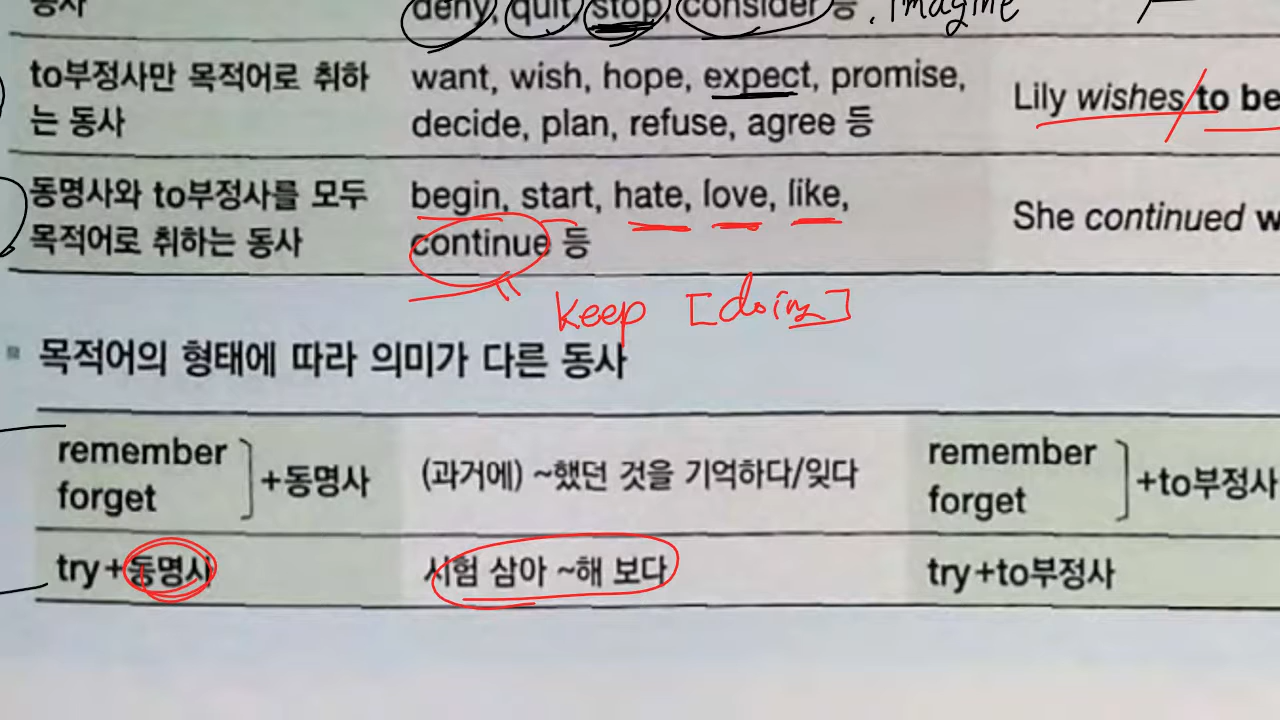 동사 deny, quit, stop, consider 등 . imagine
to부정사만 목적어로 취하 want, wish, hope, expect, promise, Lily wishes to be
는 동사 decide, plan, refuse, agree 등
동명사와 to부정사를 모두 begin, start, hate, love, like, She continued w
목적어로 취하는 동사 continue 등
keep [doing]
목적어의 형태에 따라 의미가 다른 동사
remember
forget +동명사 (과거에) ~했던 것을 기억하다/잊다 remember
forget +to부정사
try+동명사 시험 삼아 ~해 보다 try+to부정사